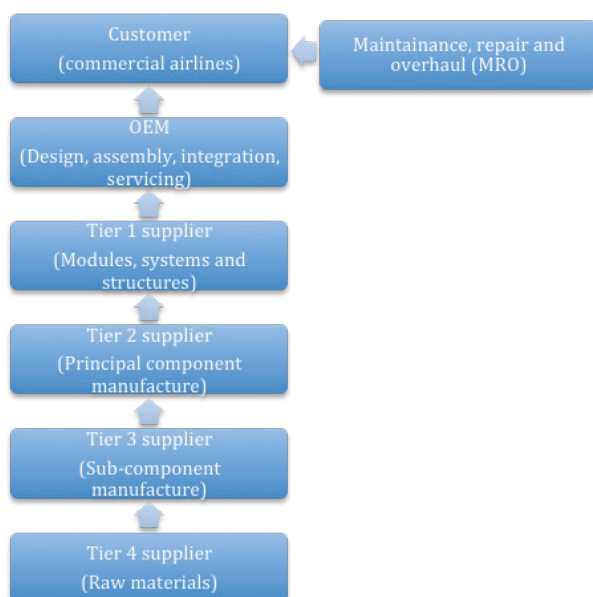 Customer
(commercial airlines)
Maintainance, repair and
overhaul (MRO)
OEM
(Design, assembly, integration,
servicing)
Tier 1 supplier
(Modules, systems and
structures)
Tier 2 supplier
(Principal component
manufacture)
Tier 3 supplier
(Sub-component
manufacture)
Tier 4 supplier
(Raw materials)